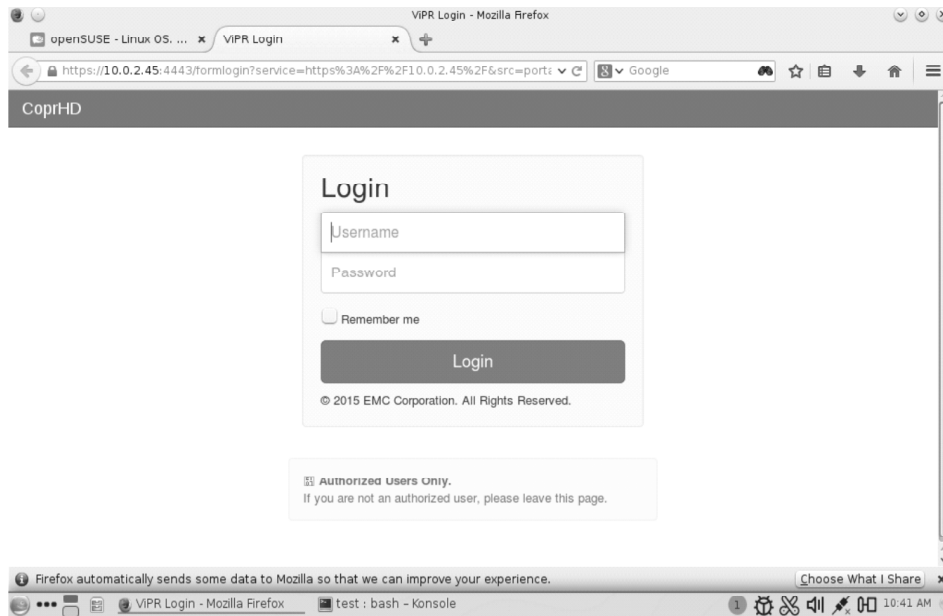 ViPR Login - Mozilla Firefox
openSUSE - Linux OS. ...
ViPR Login
https://10.0.2.45:4443/formlogin?service=https%3A%2F%2F10.0.2.45%2F&src=porta
8 Google
CoprHD
Login
Username
Password
Remember me
Login
© 2015 EMC Corporation. All Rights Reserved.
Authorized Users Only.
If you are not an authorized user, please leave this page.
Firefox automatically sends some data to Mozilla so that we can improve your experience.
Choose What I Share
ViPR Login - Mozilla Firefox
test : bash – Konsole
1
10:41 AM